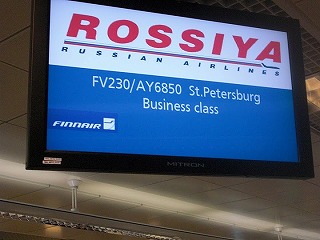 ROSSIYA
RUSSIAN AIRLINES
FV230/AY6850 St.Petersburg
Business class
FINNAIR
MITRON